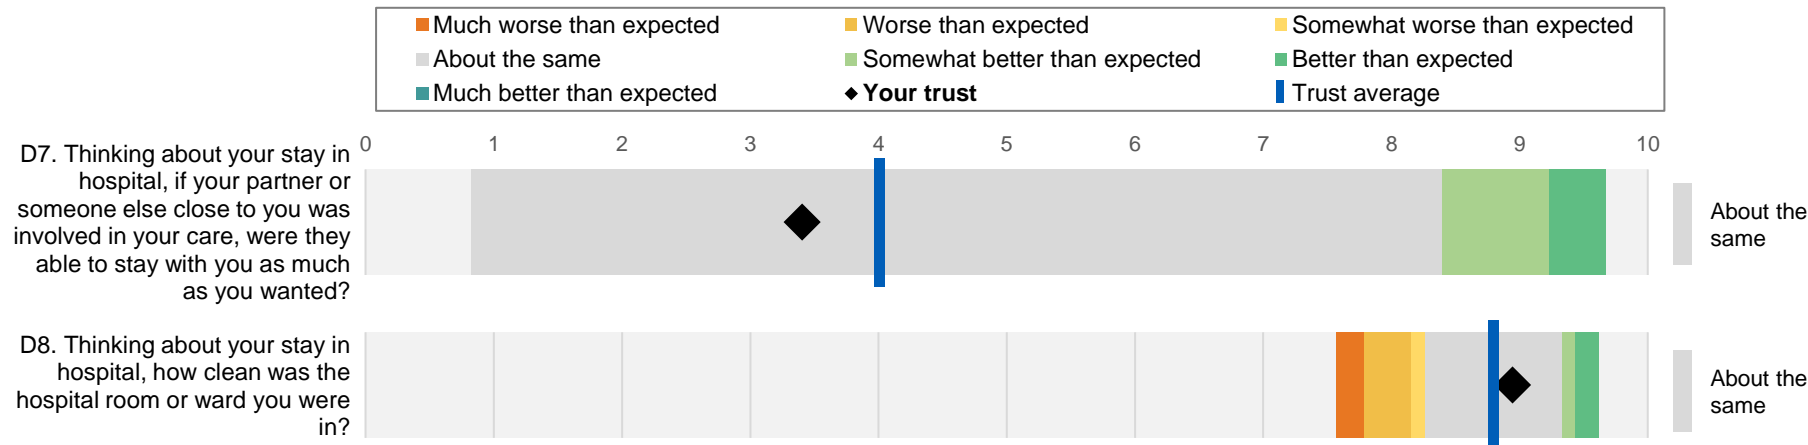 Much worse than expected
Worse than expected
Somewhat worse than expected
About the same
Somewhat better than expected
Better than expected
Much better than expected
Your trust
Trust average
0 1 2 3 4 5 6 7 8 9 10
D7. Thinking about your stay in
hospital, if your partner or
someone else close to you was
involved in your care, were they
able to stay with you as much
as you wanted?
About the
same
D8. Thinking about your stay in
hospital, how clean was the
hospital room or ward you were
in?
About the
same